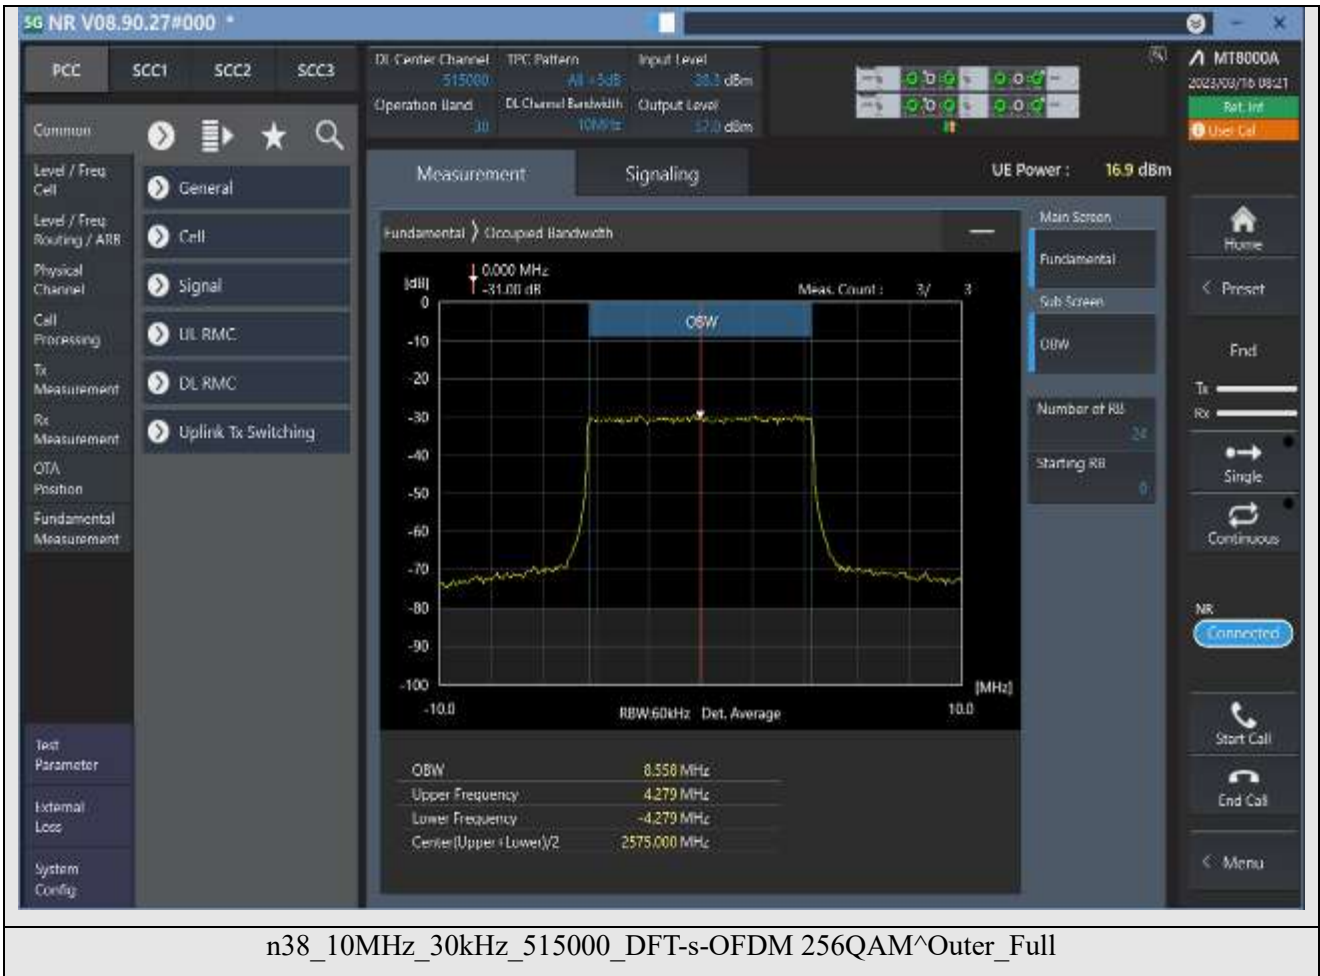 5G NR V08.90.27#000 *
PCC SCC1 SCC2 SCC3
DL Center Channel TPC Pattern Input Level
515000 All +3dB dBm
Operation Band DL Channel Bandwidth Output Level
10MHz dBm
MT8000A
2023/03/16 08:21
Ref. Int
User Cal
Common
Level / Freq.
Cell
Level / Freq.
Routing / ARB
Physical
Channel
Call
Processing
Tx
Measurement
Rx
Measurement
OTA
Position
Fundamental
Measurement
Test
Parameter
External
Loss
System
Config
General
Cell
Signal
UL RMC
DL RMC
Uplink Tx Switching
Measurement Signaling
UE Power : 16.9 dBm
Fundamental 〉 Occupied Bandwidth
[dB]
0.000 MHz
-31.00 dB
Meas. Count : 3/ 3
OBW
0
-10
-20
-30
-40
-50
-60
-70
-80
-90
-100
-10.0 10.0
[MHz]
RBW:60kHz Det. Average
OBW 8.558 MHz
Upper Frequency 4.279 MHz
Lower Frequency -4.279 MHz
Center(Upper+Lower)/2 2575.000 MHz
Main Screen
Fundamental
Sub Screen
OBW
Number of RB
24
Starting RB
0
Home
< Preset
End
Tx
Rx
Single
Continuous
NR
Connected
Start Call
End Call
< Menu
n38_10MHz_30kHz_515000_DFT-s-OFDM 256QAM^Outer_Full